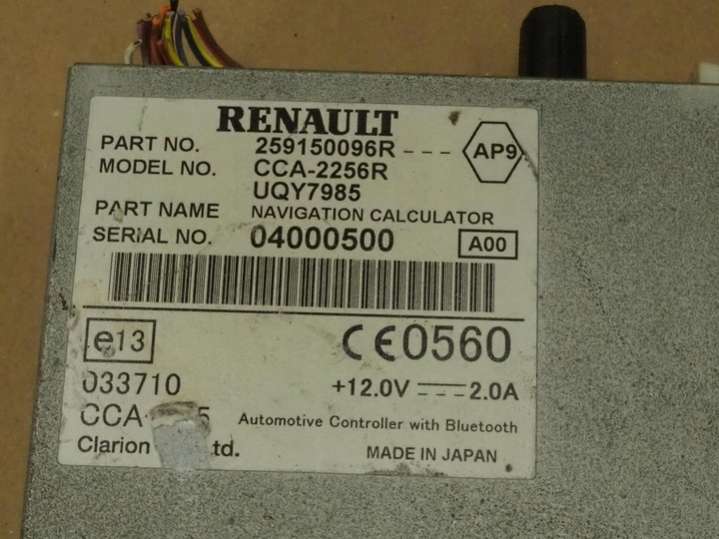 RENAULT
PART NO. 259150096R--- AP9
MODEL NO. CCA-2256R
UQY7985
PART NAME NAVIGATION CALCULATOR
SERIAL NO. 04000500 A00
e13 CE0560
033710 +12.0V 2.0A
Automotive Controller with Bluetooth
Clarion MADE IN JAPAN